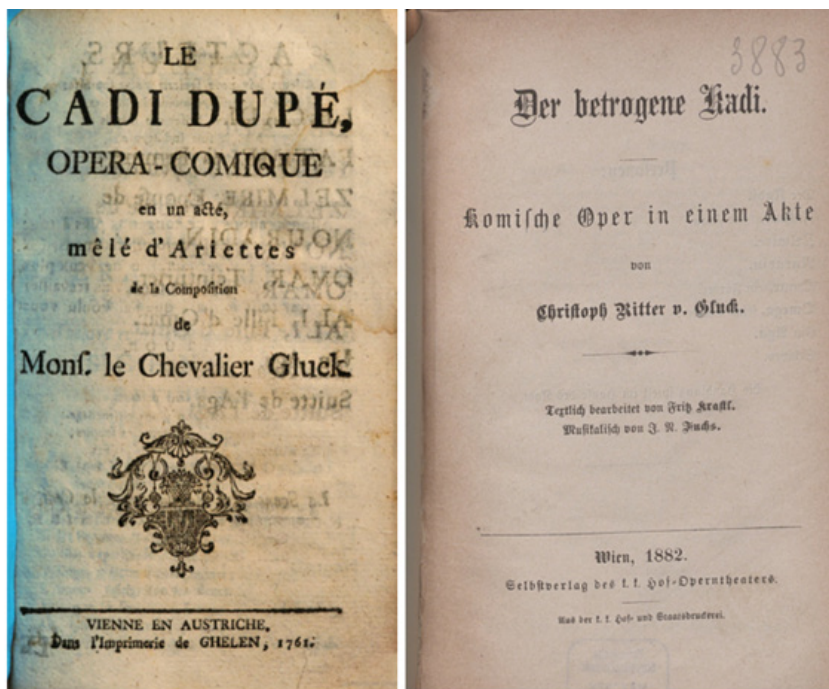 LE
CADI DUPÉ,
OPERA-COMIQUE
en un acte,
mêlé d'Ariettes
de la Composition
de
Monſ. le Chevalier Gluck.
VIENNE EN AUSTRICHE,
Dans l'Imprimerie de GHELEN, 1761.
3883
Der betrogene Kadi.
Komiſche Oper in einem Akte
von
Chriſtoph Ritter v. Gluck.
Textlich bearbeitet von Fritz Kraſtl.
Muſikaliſch von J. N. Fuchs.
Wien, 1882.
Selbſtverlag des k. k. Hof-Operntheaters.
Aus der k. k. Hof- und Staatsdruckerei.